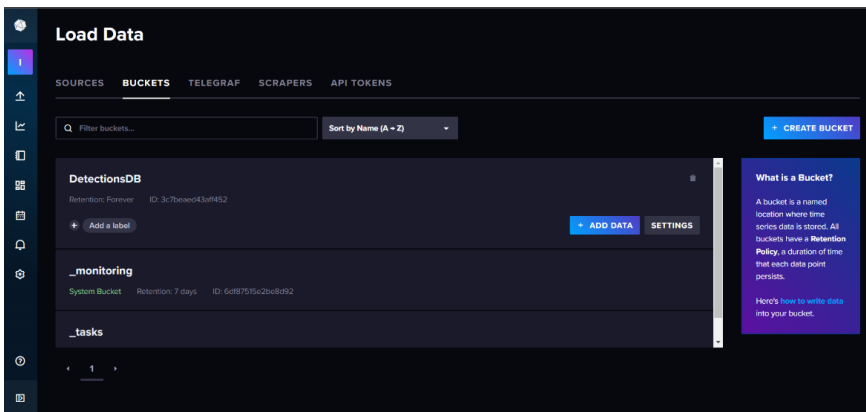 Load Data
1
SOURCES BUCKETS TELEGRAF SCRAPERS API TOKENS
Filter buckets...
Sort by Name (A → Z)
+ CREATE BUCKET
DetectionsDB
Retention: Forever ID: 3c7beaed43aff452
+ Add a label
+ ADD DATA SETTINGS
_monitoring
System Bucket Retention: 7 days ID: 6df87515e2be8d92
_tasks
1
What is a Bucket?
A bucket is a named
location where time
series data is stored. All
buckets have a Retention
Policy, a duration of time
that each data point
persists.
Here's how to write data
into your bucket.